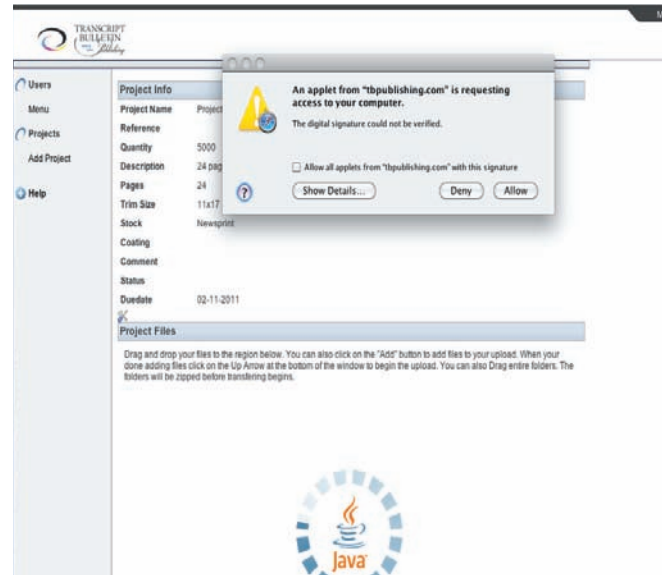 TRANSCRIPT
BULLETIN
Publishing
Users
Menu
Projects
Add Project
Help
Project Info
Project Name Project
Reference
Quantity 5000
Description 24 pag
Pages 24
Trim Size 11x17
Stock Newsprint
Coating
Comment
Status
Duedate 02-11-2011
An applet from "tbpublishing.com" is requesting
access to your computer.
The digital signature could not be verified.
Allow all applets from "tbpublishing.com" with this signature
? Show Details... Deny Allow
Project Files
Drag and drop your files to the region below. You can also click on the "Add" button to add files to your upload. When your
done adding files click on the Up Arrow at the bottom of the window to begin the upload. You can also Drag entire folders. The
folders will be zipped before transfering begins.
Java